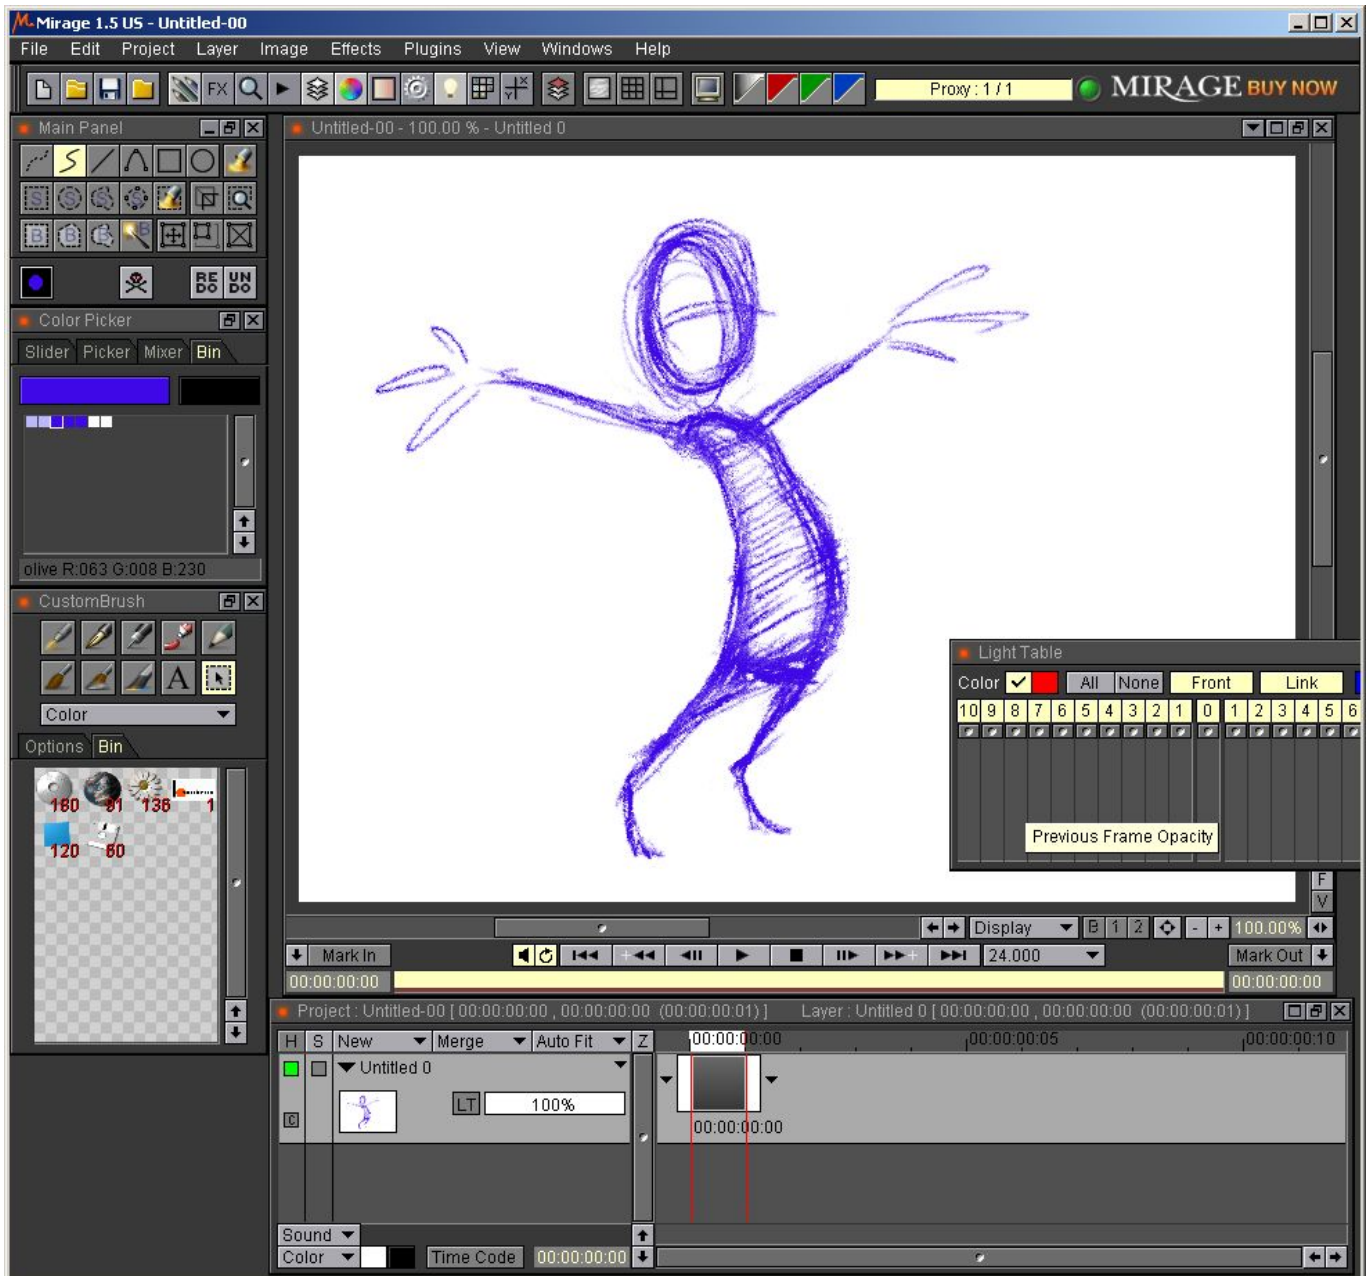 Mirage 1.5 US - Untitled-00
File Edit Project Layer Image Effects Plugins View Windows Help
FX Proxy : 1 / 1 MIRAGE BUY NOW
Main Panel
Untitled-00 - 100.00 % - Untitled 0
S S S S
B B B B
RE DO UN DO
Color Picker
Slider Picker Mixer Bin
olive R:063 G:008 B:230
CustomBrush
A
Color
Options Bin
180 91 136 1
120 60
Light Table
Color All None Front Link
10 9 8 7 6 5 4 3 2 1 0 1 2 3 4 5 6
Previous Frame Opacity
F
V
Display B 1 2 - + 100.00%
Mark In 24.000 Mark Out
00:00:00:00 00:00:00:00
Project : Untitled-00 [ 00:00:00:00 , 00:00:00:00 (00:00:00:01) ] Layer : Untitled 0 [ 00:00:00:00 , 00:00:00:00 (00:00:00:01) ]
H S New Merge Auto Fit Z 00:00:00:00 00:00:00:05 00:00:00:10
Untitled 0
LT 100%
C 00:00:00:00
Sound
Color Time Code 00:00:00:00